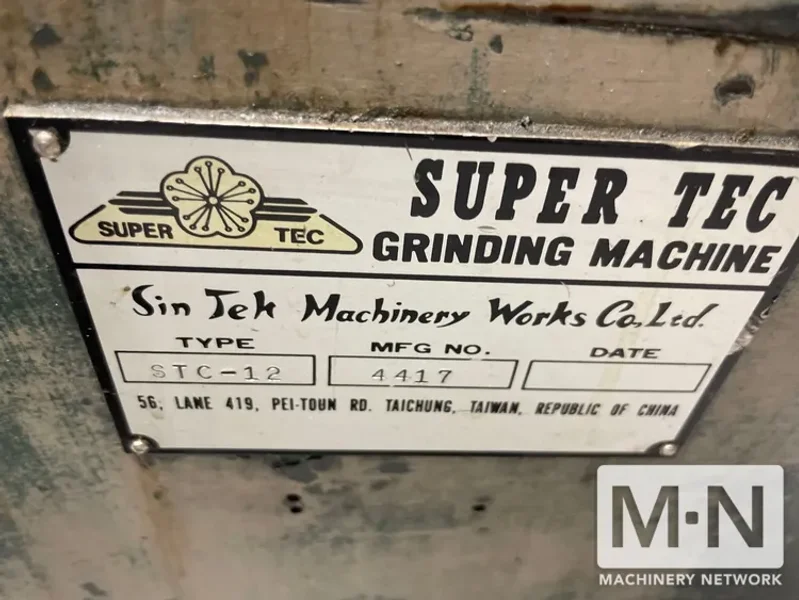 SUPER TEC
SUPER TEC
GRINDING MACHINE
Sin Tek Machinery Works Co,Ltd.
TYPE MFG NO. DATE
STC-12 4417
56, LANE 419, PEI-TOUN RD. TAICHUNG, TAIWAN, REPUBLIC OF CHINA
M·N
MACHINERY NETWORK